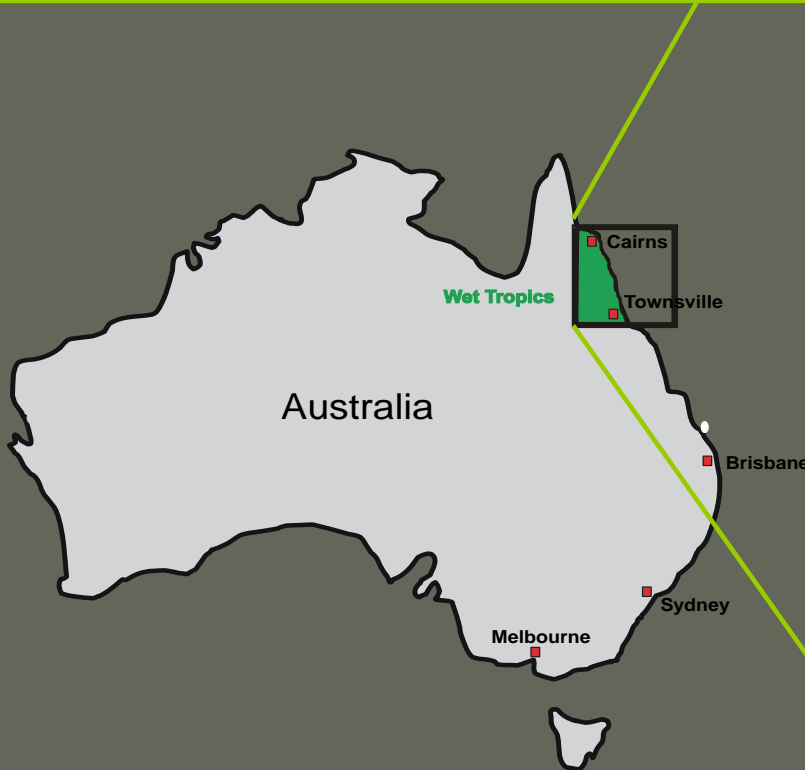 Cairns
Wet Tropics
Townsville
Australia
Brisbane
Sydney
Melbourne